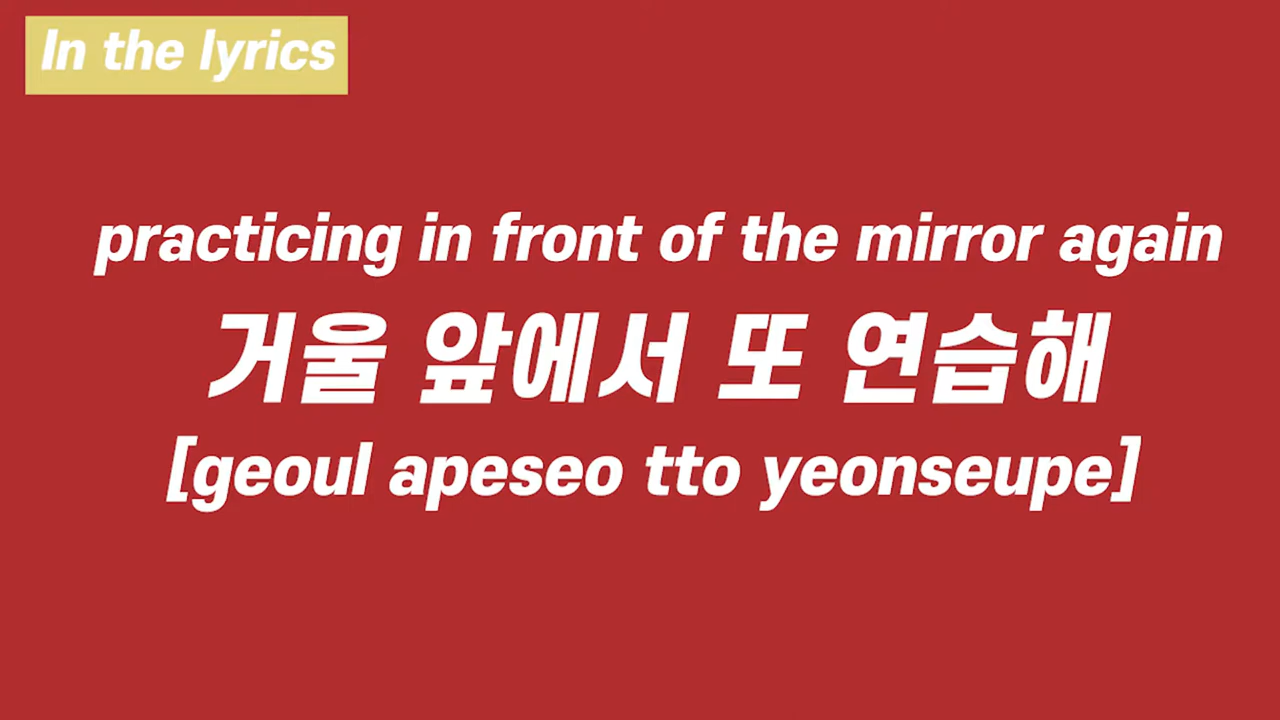 In the lyrics
practicing in front of the mirror again
거울 앞에서 또 연습해
[geoul apeseo tto yeonseupe]